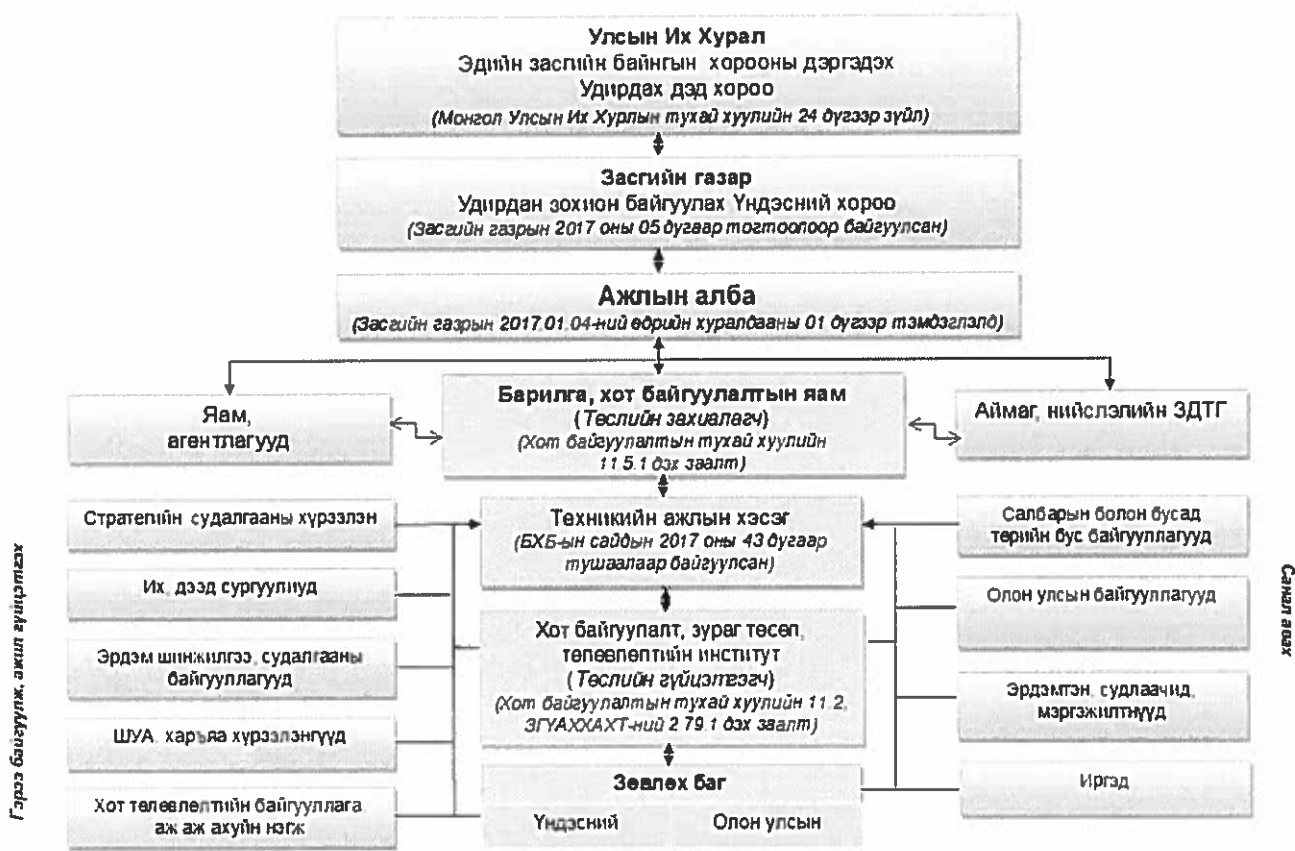 Улсын Их Хурал
Эдийн засгийн байнгын хорооны дэргэдэх
Удирдах дэд хороо
(Монгол Улсын Их Хурлын тухай хуулийн 24 дүгээр зүйл)
Засгийн газар
Удирдан зохион байгуулах Үндэсний хороо
(Засгийн газрын 2017 оны 05 дугаар тогтоолоор байгуулсан)
Ажлын алба
(Засгийн газрын 2017.01.04-ний өдрийн хуралдааны 01 дүгээр тэмдэглэлд)
Яам,
агентлагууд
Барилга, хот байгуулалтын яам
(Төслийн захиалагч)
(Хот байгуулалтын тухай хуулийн
11.5.1 дэх заалт)
Аймаг, нийслэлийн ЗДТГ
Гэрээ байгуулж, ажил гүйцэтгэх
Стратегийн судалгааны хүрээлэн
Их, дээд сургуулиуд
Эрдэм шинжилгээ, судалгааны
байгууллагууд
ШУА. харъяа хүрээлэнгүүд
Хот төлөвлөлтийн байгууллага
аж аж ахуйн нэгж
Техникийн ажлын хэсэг
(БХБ-ын сайдын 2017 оны 43 дугаар
тушаалаар байгуулсан)
Хот байгуулалт, зураг төсөл,
төлөвлөлтийн институт
(Төслийн гүйцэтгэгч)
(Хот байгуулалтын тухай хуулийн 11.2,
ЗГҮАХХАХТ-ний 2.79.1 дэх заалт)
Зөвлөх баг
Үндэсний Олон улсын
Салбарын болон бусад
төрийн бус байгууллагууд
Олон улсын байгууллагууд
Эрдэмтэн, судлаачид,
мэргэжилтнүүд
Иргэд
Санал авах